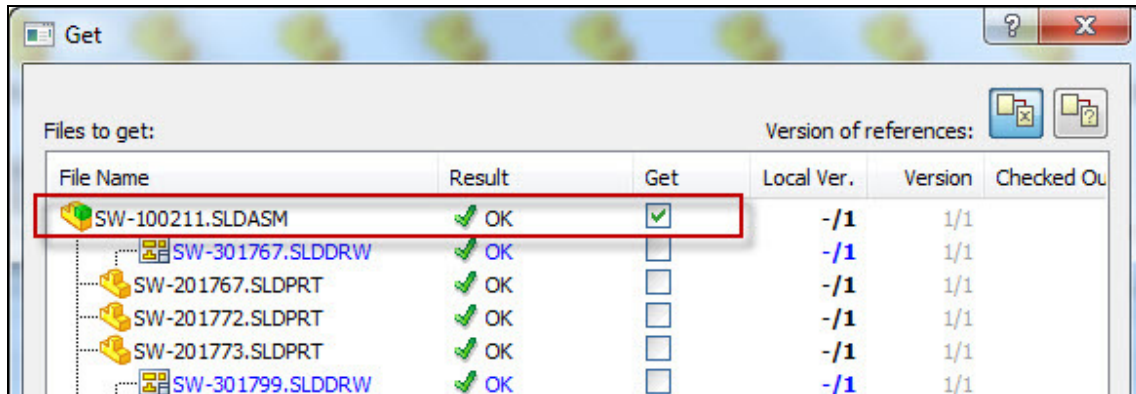 Get
Files to get: Version of references:
File Name Result Get Local Ver. Version Checked Ou
SW-100211.SLDASM OK -/1 1/1
SW-301767.SLDDRW OK -/1 1/1
SW-201767.SLDPRT OK -/1 1/1
SW-201772.SLDPRT OK -/1 1/1
SW-201773.SLDPRT OK -/1 1/1
SW-301799.SLDDRW OK -/1 1/1